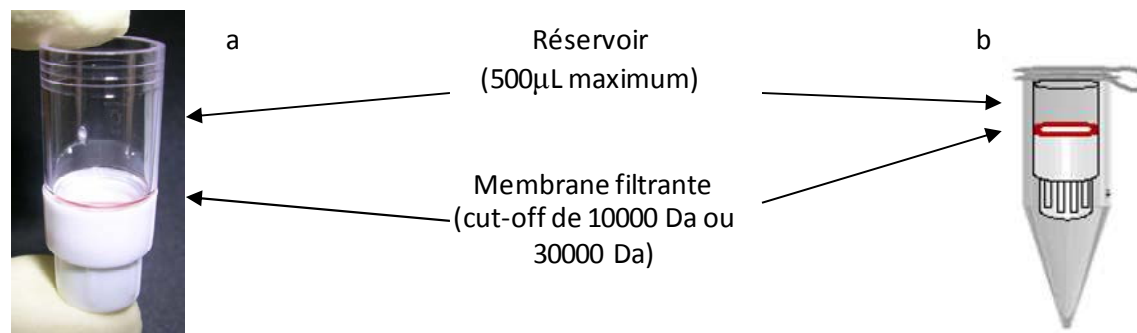 a
Réservoir
(500µL maximum)
b
Membrane filtrante
(cut-off de 10000 Da ou
30000 Da)